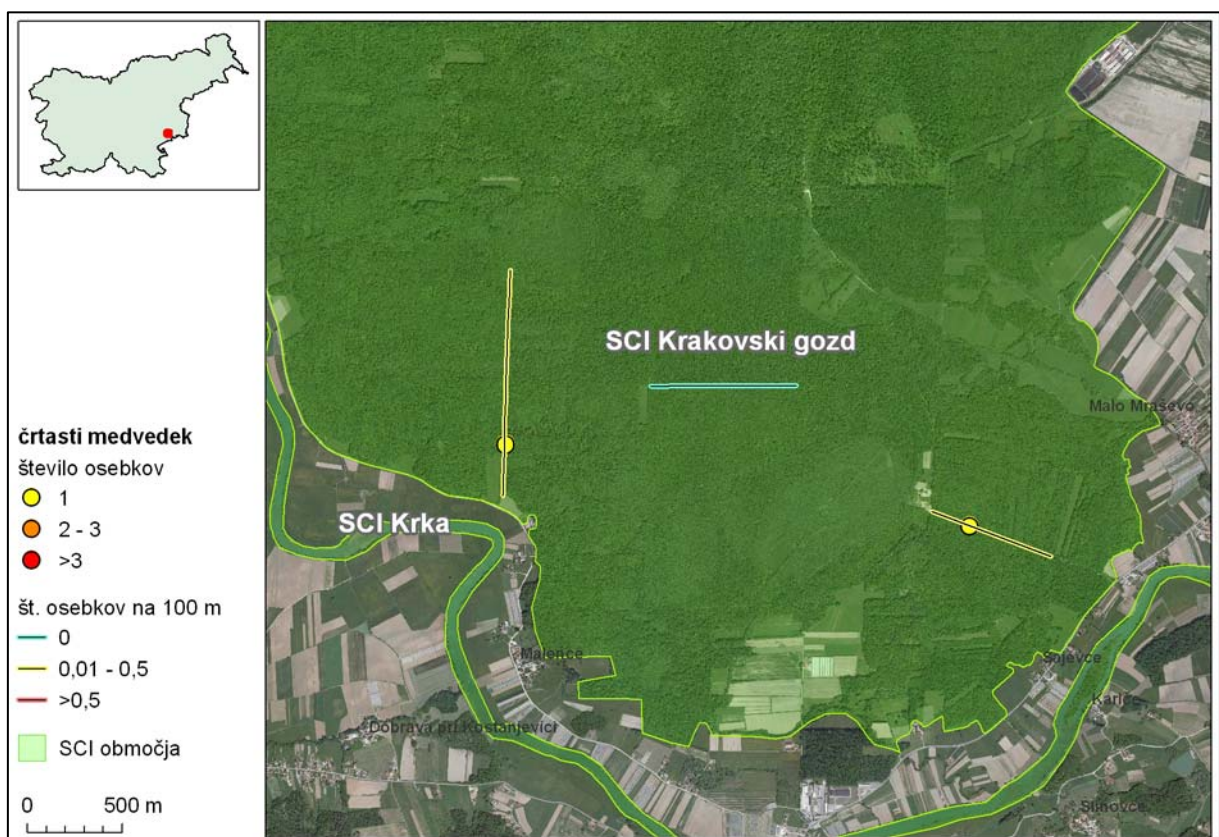 črtasti medvedek
število osebkov
1
2 - 3
>3
št. osebkov na 100 m
0
0,01 - 0,5
>0,5
SCI območja
0 500 m
SCI Krakovski gozd
Malo Mraševo
SCI Krka
Malence
Sajevce
Karlče
Dobrava pri Kostanjevici
Slinovce